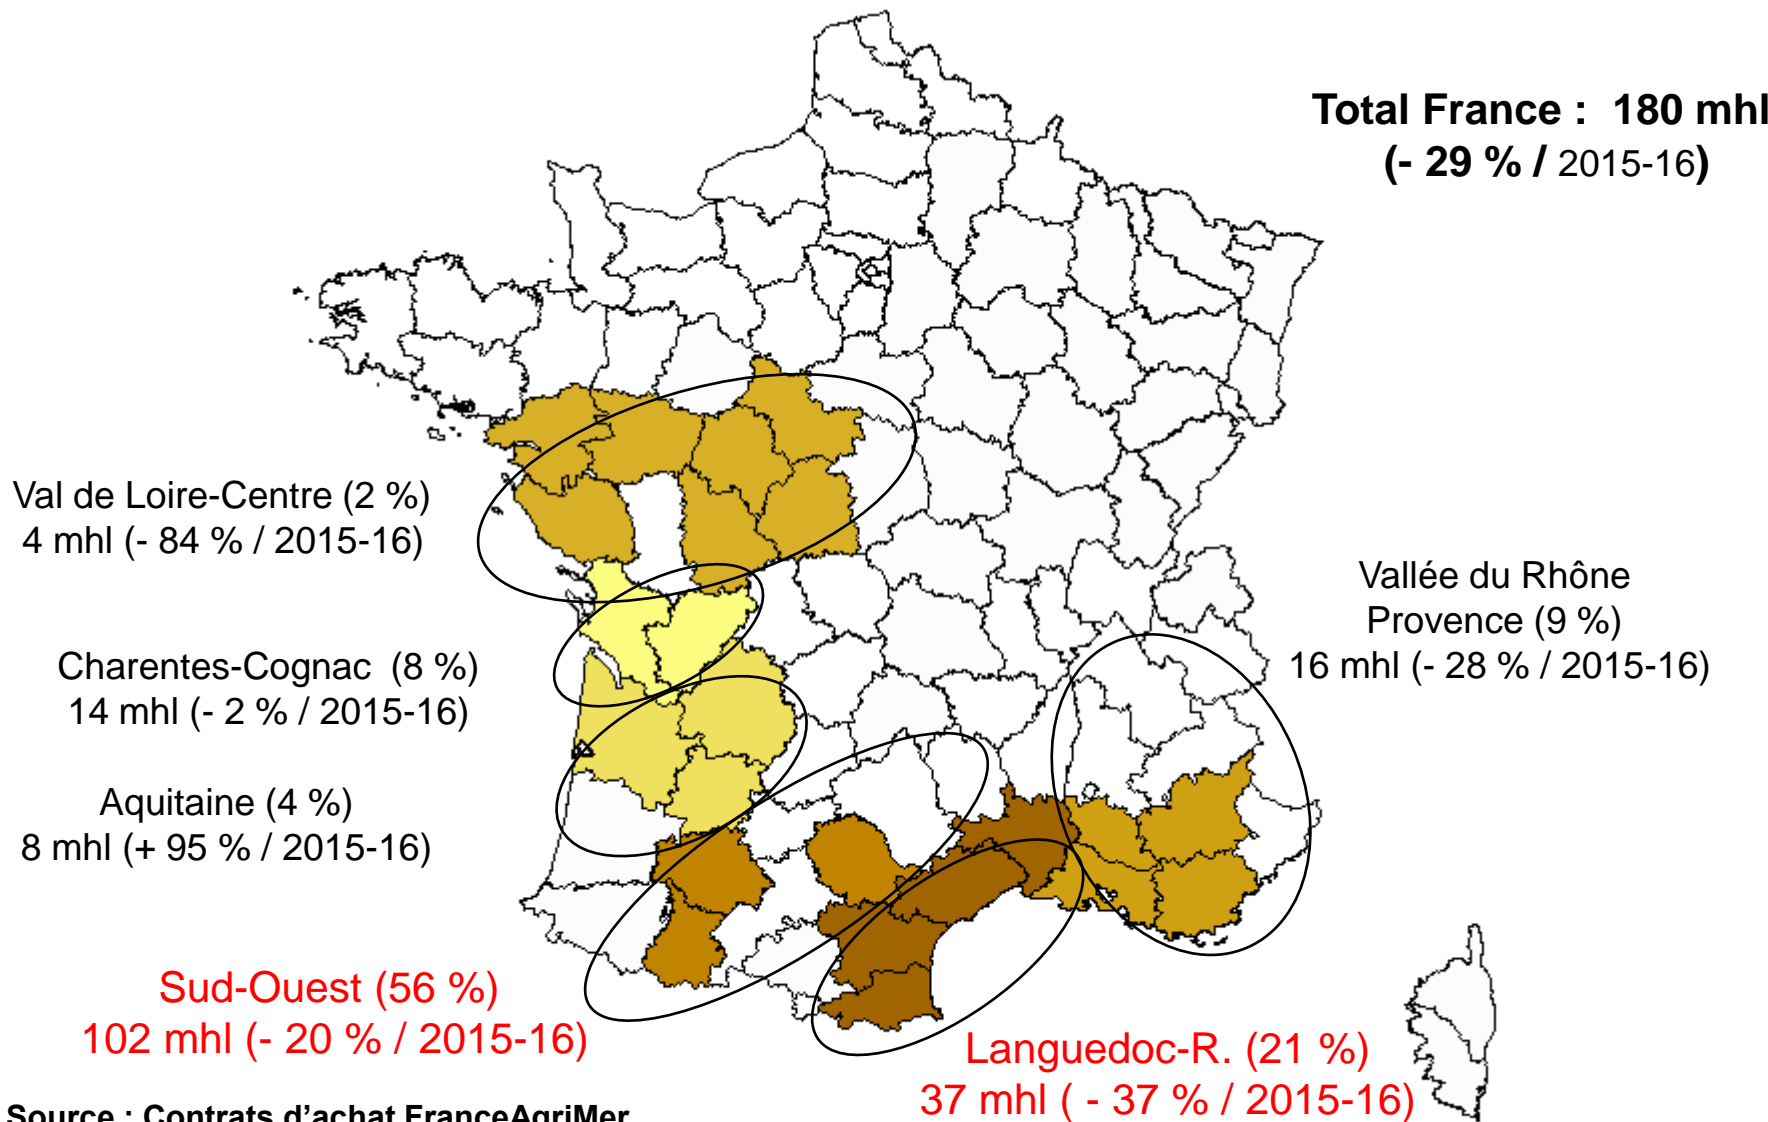 Total France :  180 mhl
(- 29 % / 2015-16)
Val de Loire-Centre (2 %)
4 mhl (- 84 % / 2015-16)
Vallée du Rhône
Provence (9 %)
16 mhl (- 28 % / 2015-16)
Charentes-Cognac  (8 %)
14 mhl (- 2 % / 2015-16)
Aquitaine (4 %)
8 mhl (+ 95 % / 2015-16)
Sud-Ouest (56 %)
102 mhl (- 20 % / 2015-16)
Languedoc-R. (21 %)
37 mhl ( - 37 % / 2015-16)
Source : Contrats d'achat FranceAgriMer